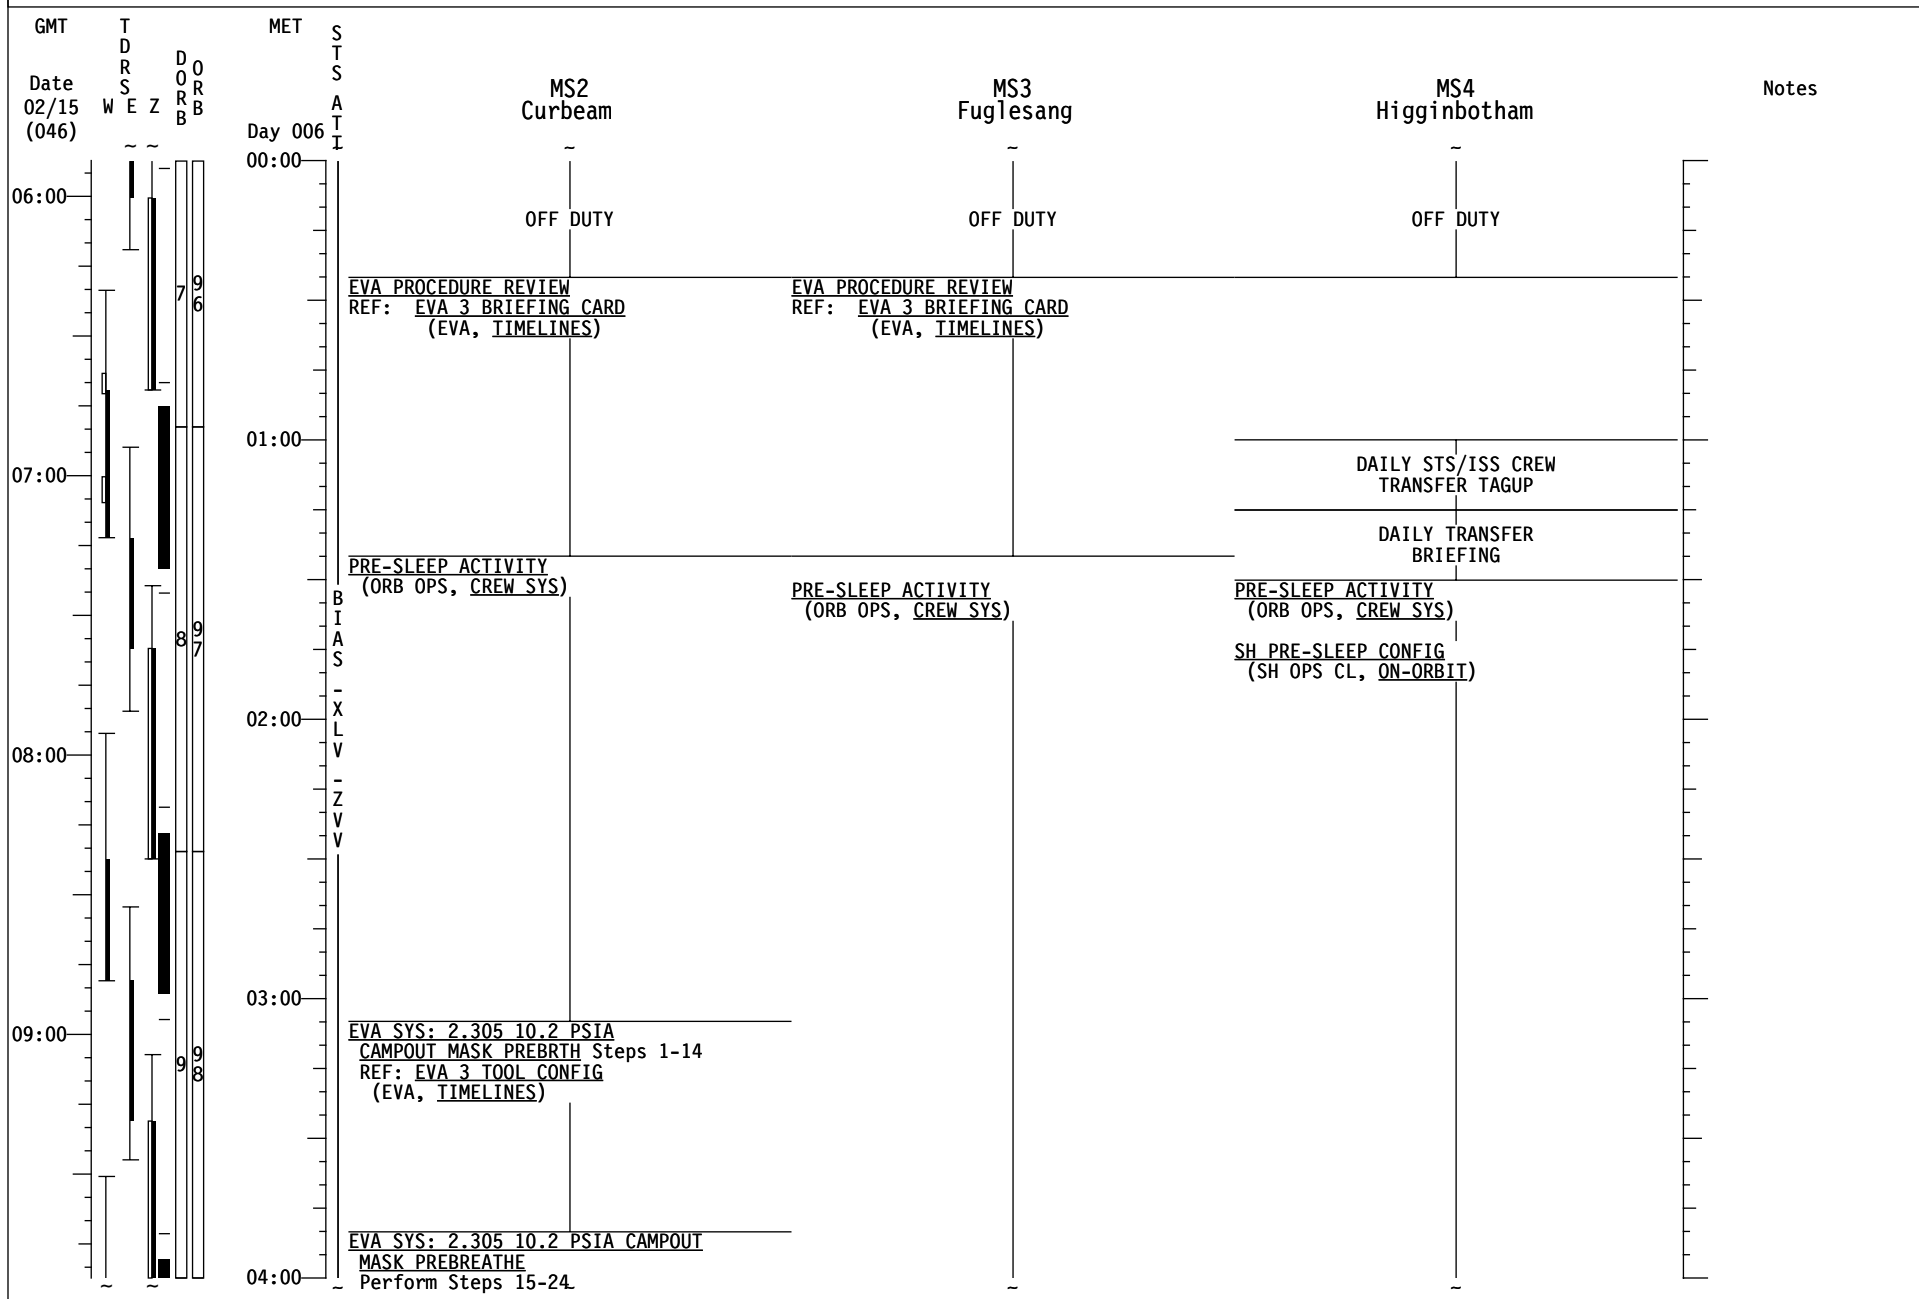 GMT
TDRS
DORB
ORB
MET
STS ATT
Date
02/15
(046)
W E Z
Day 006
MS2
Curbeam
MS3
Fuglesang
MS4
Higginbotham
Notes
~ ~ ~ ~ ~ ~
00:00
06:00
OFF DUTY
OFF DUTY
OFF DUTY
7
96
EVA PROCEDURE REVIEW
REF: EVA 3 BRIEFING CARD
(EVA, TIMELINES)
EVA PROCEDURE REVIEW
REF: EVA 3 BRIEFING CARD
(EVA, TIMELINES)
01:00
07:00
DAILY STS/ISS CREW
TRANSFER TAGUP
DAILY TRANSFER
BRIEFING
PRE-SLEEP ACTIVITY
(ORB OPS, CREW SYS)
PRE-SLEEP ACTIVITY
(ORB OPS, CREW SYS)
PRE-SLEEP ACTIVITY
(ORB OPS, CREW SYS)
SH PRE-SLEEP CONFIG
(SH OPS CL, ON-ORBIT)
8
97
BIAS -XLV -ZVV
02:00
08:00
03:00
09:00
9
98
EVA SYS: 2.305 10.2 PSIA
CAMPOUT MASK PREBRTH Steps 1-14
REF: EVA 3 TOOL CONFIG
(EVA, TIMELINES)
EVA SYS: 2.305 10.2 PSIA CAMPOUT
MASK PREBREATHE
Perform Steps 15-24
04:00
~ ~ ~ ~ ~ ~